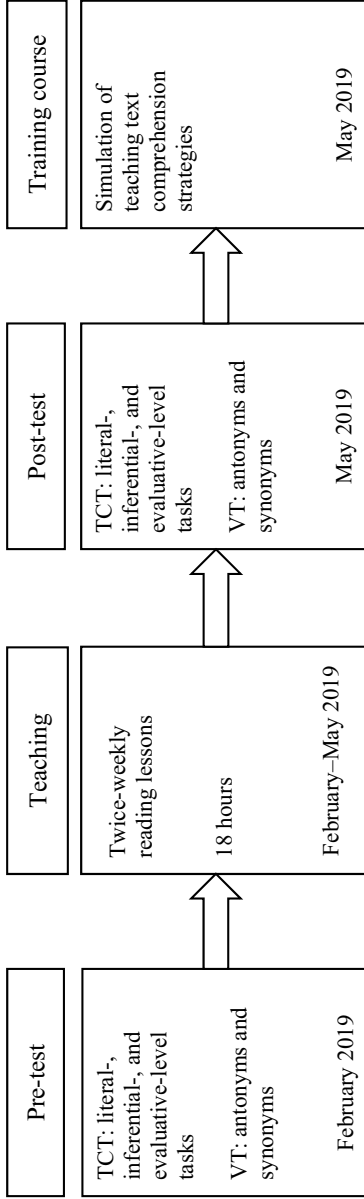 Pre-test
TCT: literal-,
inferential-, and
evaluative-level
tasks
VT: antonyms and
synonyms
February 2019
Teaching
Twice-weekly
reading lessons
18 hours
February–May 2019
Post-test
TCT: literal-,
inferential-, and
evaluative-level
tasks
VT: antonyms and
synonyms
May 2019
Training course
Simulation of
teaching text
comprehension
strategies
May 2019